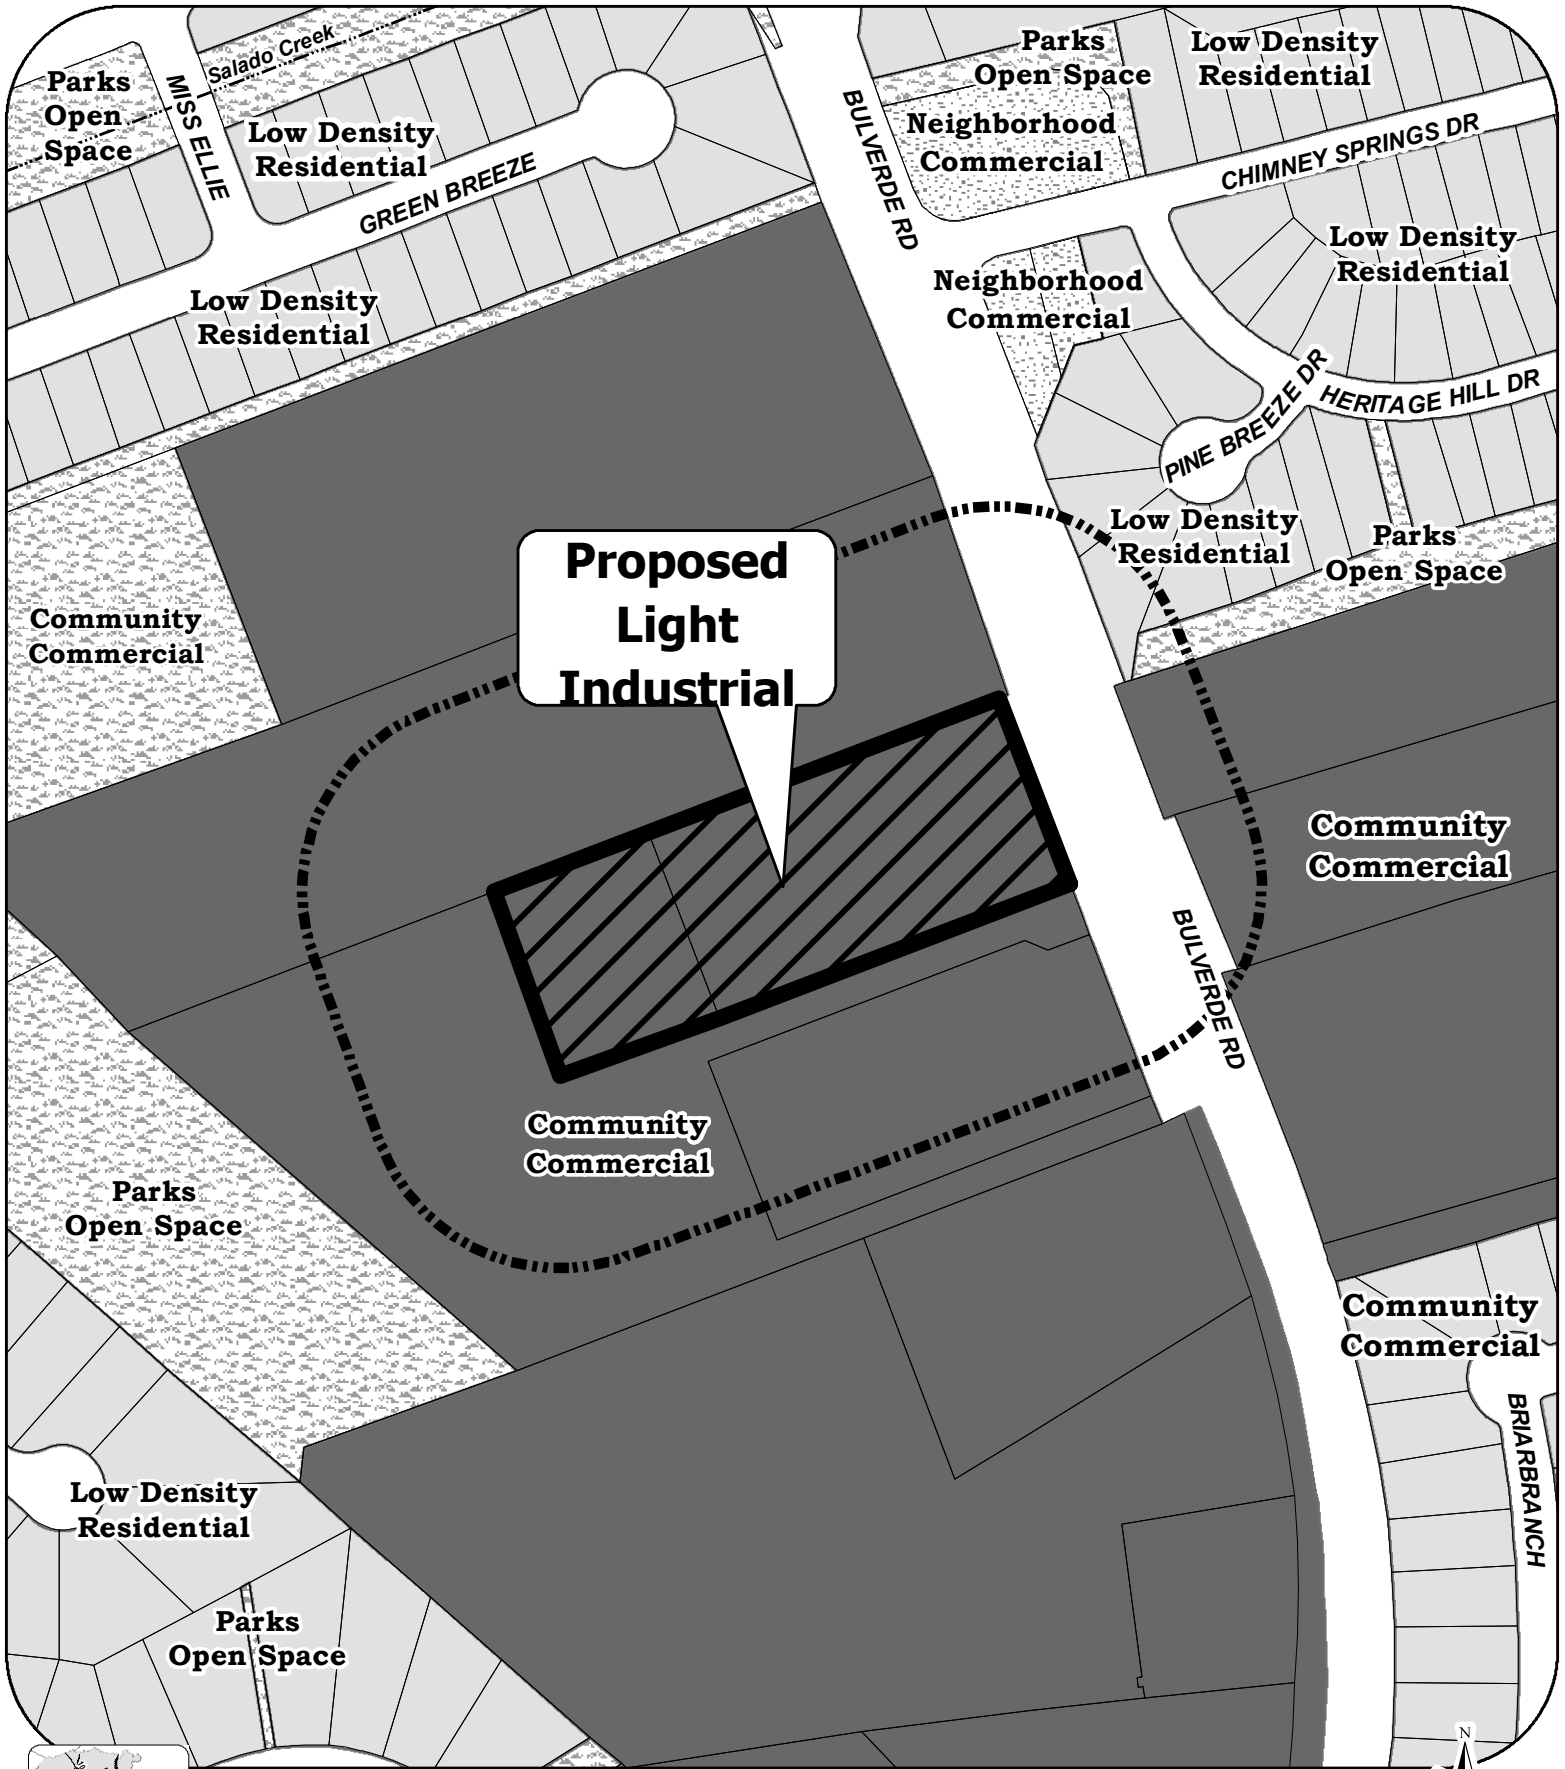 Salado Creek
Parks
Open
Space
MISS ELLIE
Low Density
Residential
GREEN BREEZE
Low Density
Residential
BULVERDE RD
Parks
Open Space
Low Density
Residential
Neighborhood
Commercial
CHIMNEY SPRINGS DR
Low Density
Residential
Neighborhood
Commercial
PINE BREEZE DR
HERITAGE HILL DR
Low Density
Residential
Parks
Open Space
Proposed
Light
Industrial
Community
Commercial
Community
Commercial
BULVERDE RD
Community
Commercial
Parks
Open Space
Community
Commercial
BRIARBRANCH
Low Density
Residential
Parks
Open Space
N